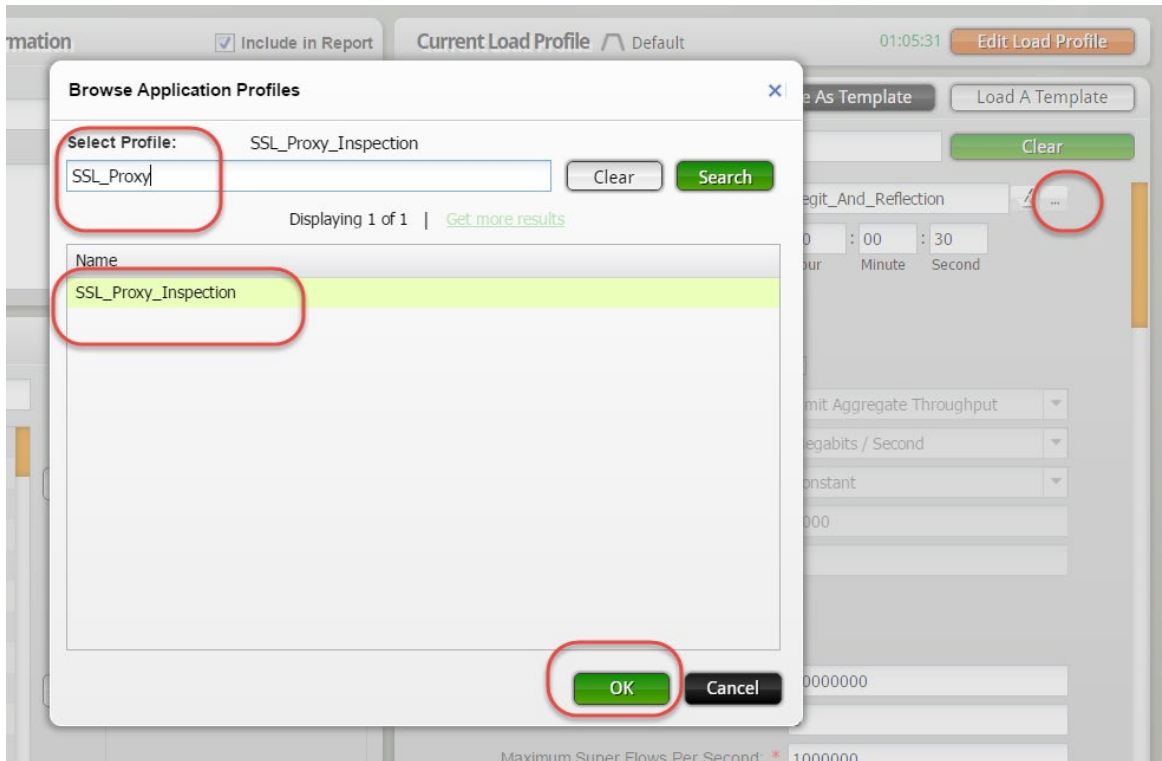 rmation
Include in Report
Current Load Profile Default
01:05:31 Edit Load Profile
Browse Application Profiles
e As Template
Load A Template
Select Profile: SSL_Proxy_Inspection
Clear
SSL_Proxy
Clear Search
egit_And_Reflection ...
Displaying 1 of 1 | Get more results
0 : 00 : 30
our Minute Second
Name
SSL_Proxy_Inspection
mit Aggregate Throughput
egabits / Second
onstant
000
OK Cancel
0000000
Maximum Super Flows Per Second: * 1000000